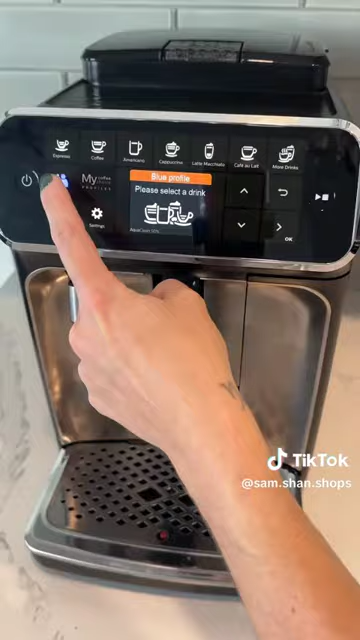 Espresso
Coffee
Americano
Cappuccino
Latte Macchiato
Café au Lait
More Drinks
My coffee
Blue profile
Please select a drink
Settings
OK
TikTok
@sam.shan.shops